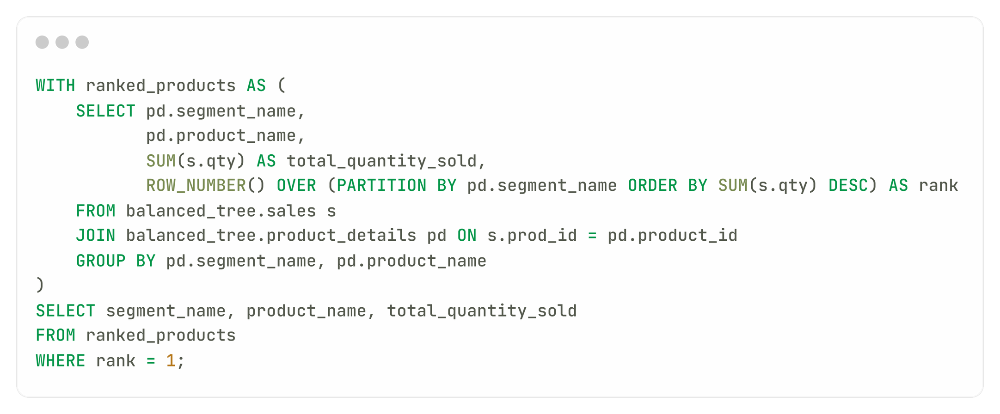 WITH ranked_products AS (
    SELECT pd.segment_name,
           pd.product_name,
           SUM(s.qty) AS total_quantity_sold,
           ROW_NUMBER() OVER (PARTITION BY pd.segment_name ORDER BY SUM(s.qty) DESC) AS rank
    FROM balanced_tree.sales s
    JOIN balanced_tree.product_details pd ON s.prod_id = pd.product_id
    GROUP BY pd.segment_name, pd.product_name
)
SELECT segment_name, product_name, total_quantity_sold
FROM ranked_products
WHERE rank = 1;